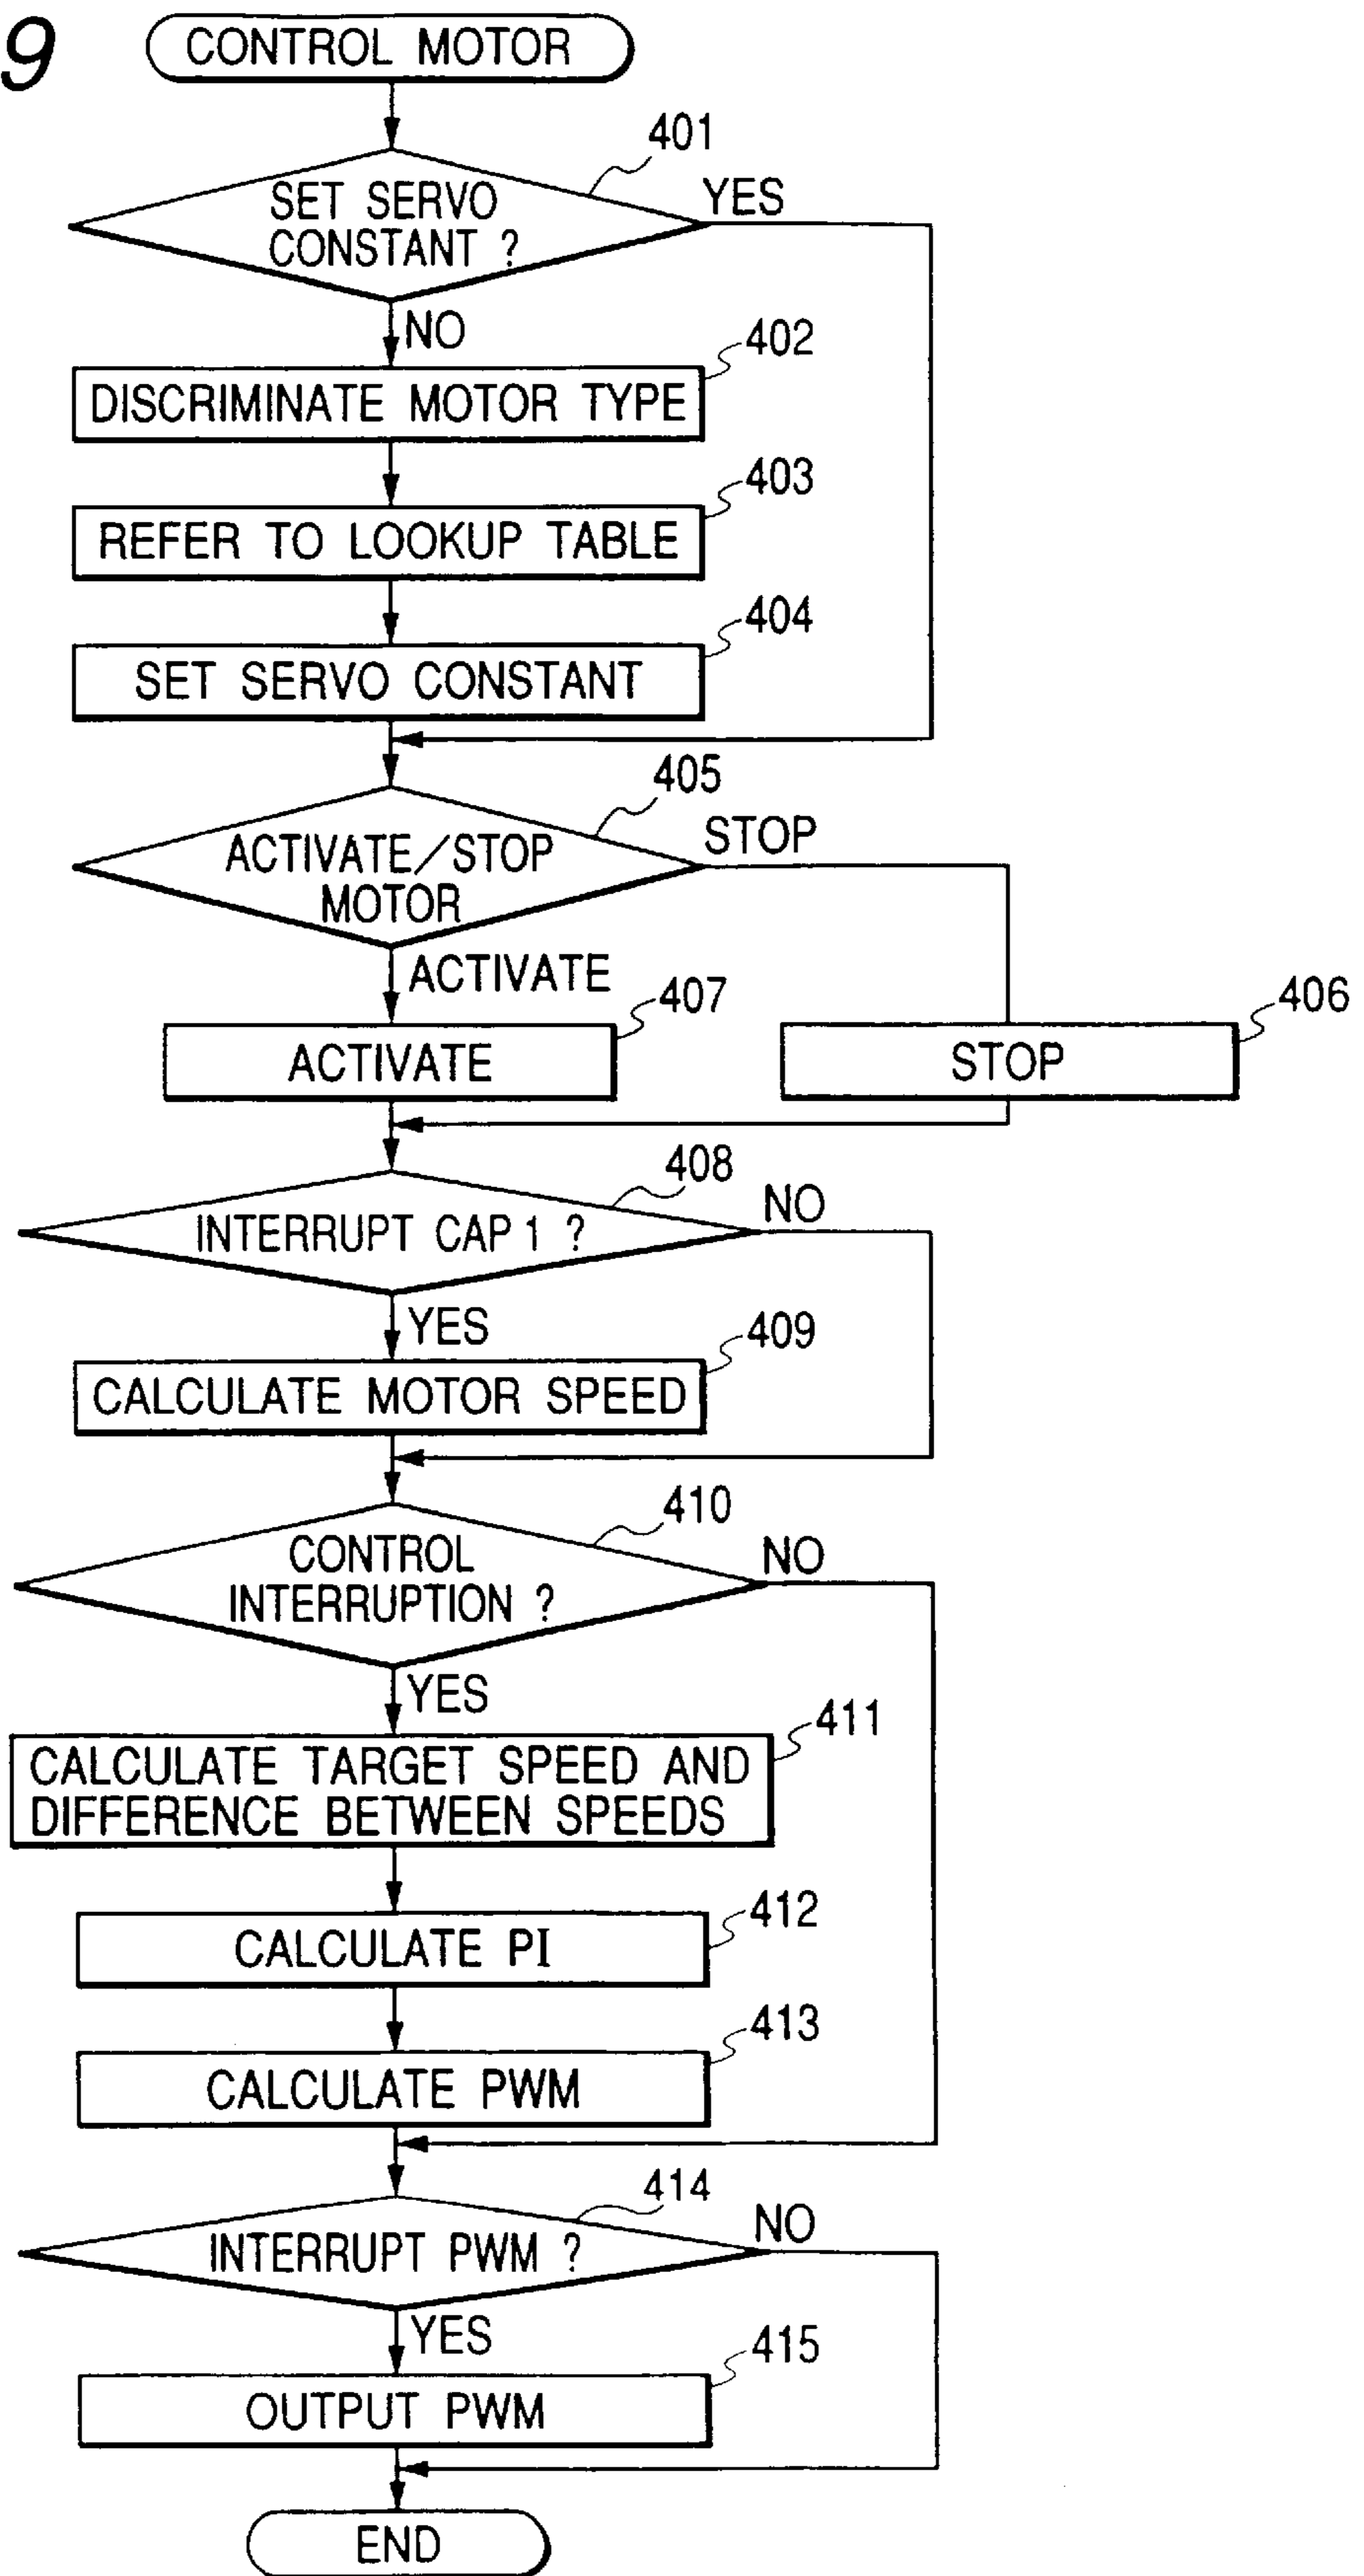 9
CONTROL MOTOR
401
SET SERVO
CONSTANT ?
YES
NO
402
DISCRIMINATE MOTOR TYPE
403
REFER TO LOOKUP TABLE
404
SET SERVO CONSTANT
405
ACTIVATE/STOP
MOTOR
STOP
ACTIVATE
407
ACTIVATE
406
STOP
408
INTERRUPT CAP 1 ?
NO
YES
409
CALCULATE MOTOR SPEED
410
CONTROL
INTERRUPTION ?
NO
YES
411
CALCULATE TARGET SPEED AND
DIFFERENCE BETWEEN SPEEDS
412
CALCULATE PI
413
CALCULATE PWM
414
INTERRUPT PWM ?
NO
YES
415
OUTPUT PWM
END